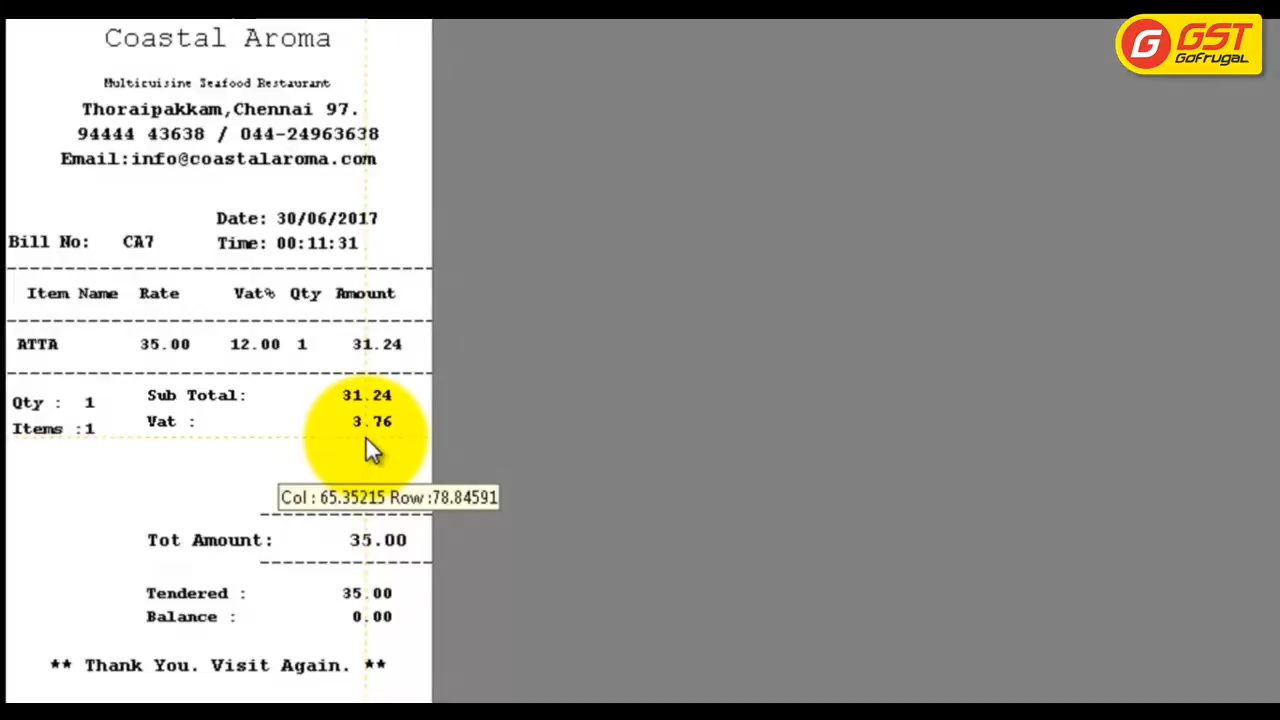 Coastal Aroma
Multicuisine Seafood Restaurant
Thoraipakkam,Chennai 97.
94444 43638 / 044-24963638
Email:info@coastalaroma.com
Date: 30/06/2017
Bill No: CA7 Time: 00:11:31
Item Name Rate Vat% Qty Amount
ATTA 35.00 12.00 1 31.24
Sub Total: 31.24
Qty : 1
Vat : 3.76
Items :1
Col : 65.35215 Row :78.84591
Tot Amount: 35.00
Tendered : 35.00
Balance : 0.00
** Thank You. Visit Again. **
G GST
GoFrugal